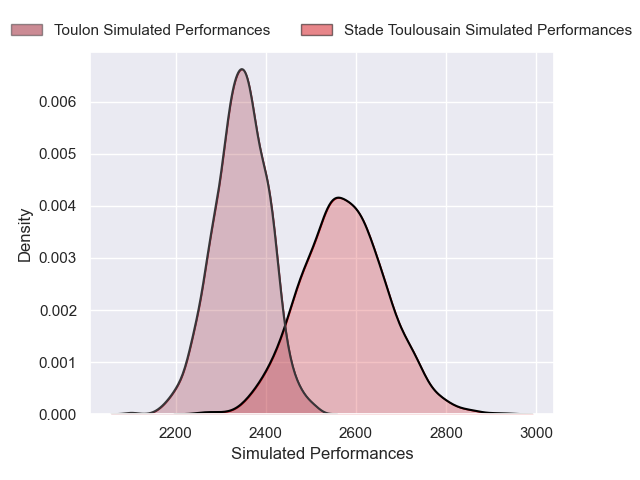 Toulon Simulated Performances Stade Toulousain Simulated Performances
0.006
0.005
0.004
0.003
0.002
0.001
0.000
Density
2200 2400 2600 2800 3000
Simulated Performances